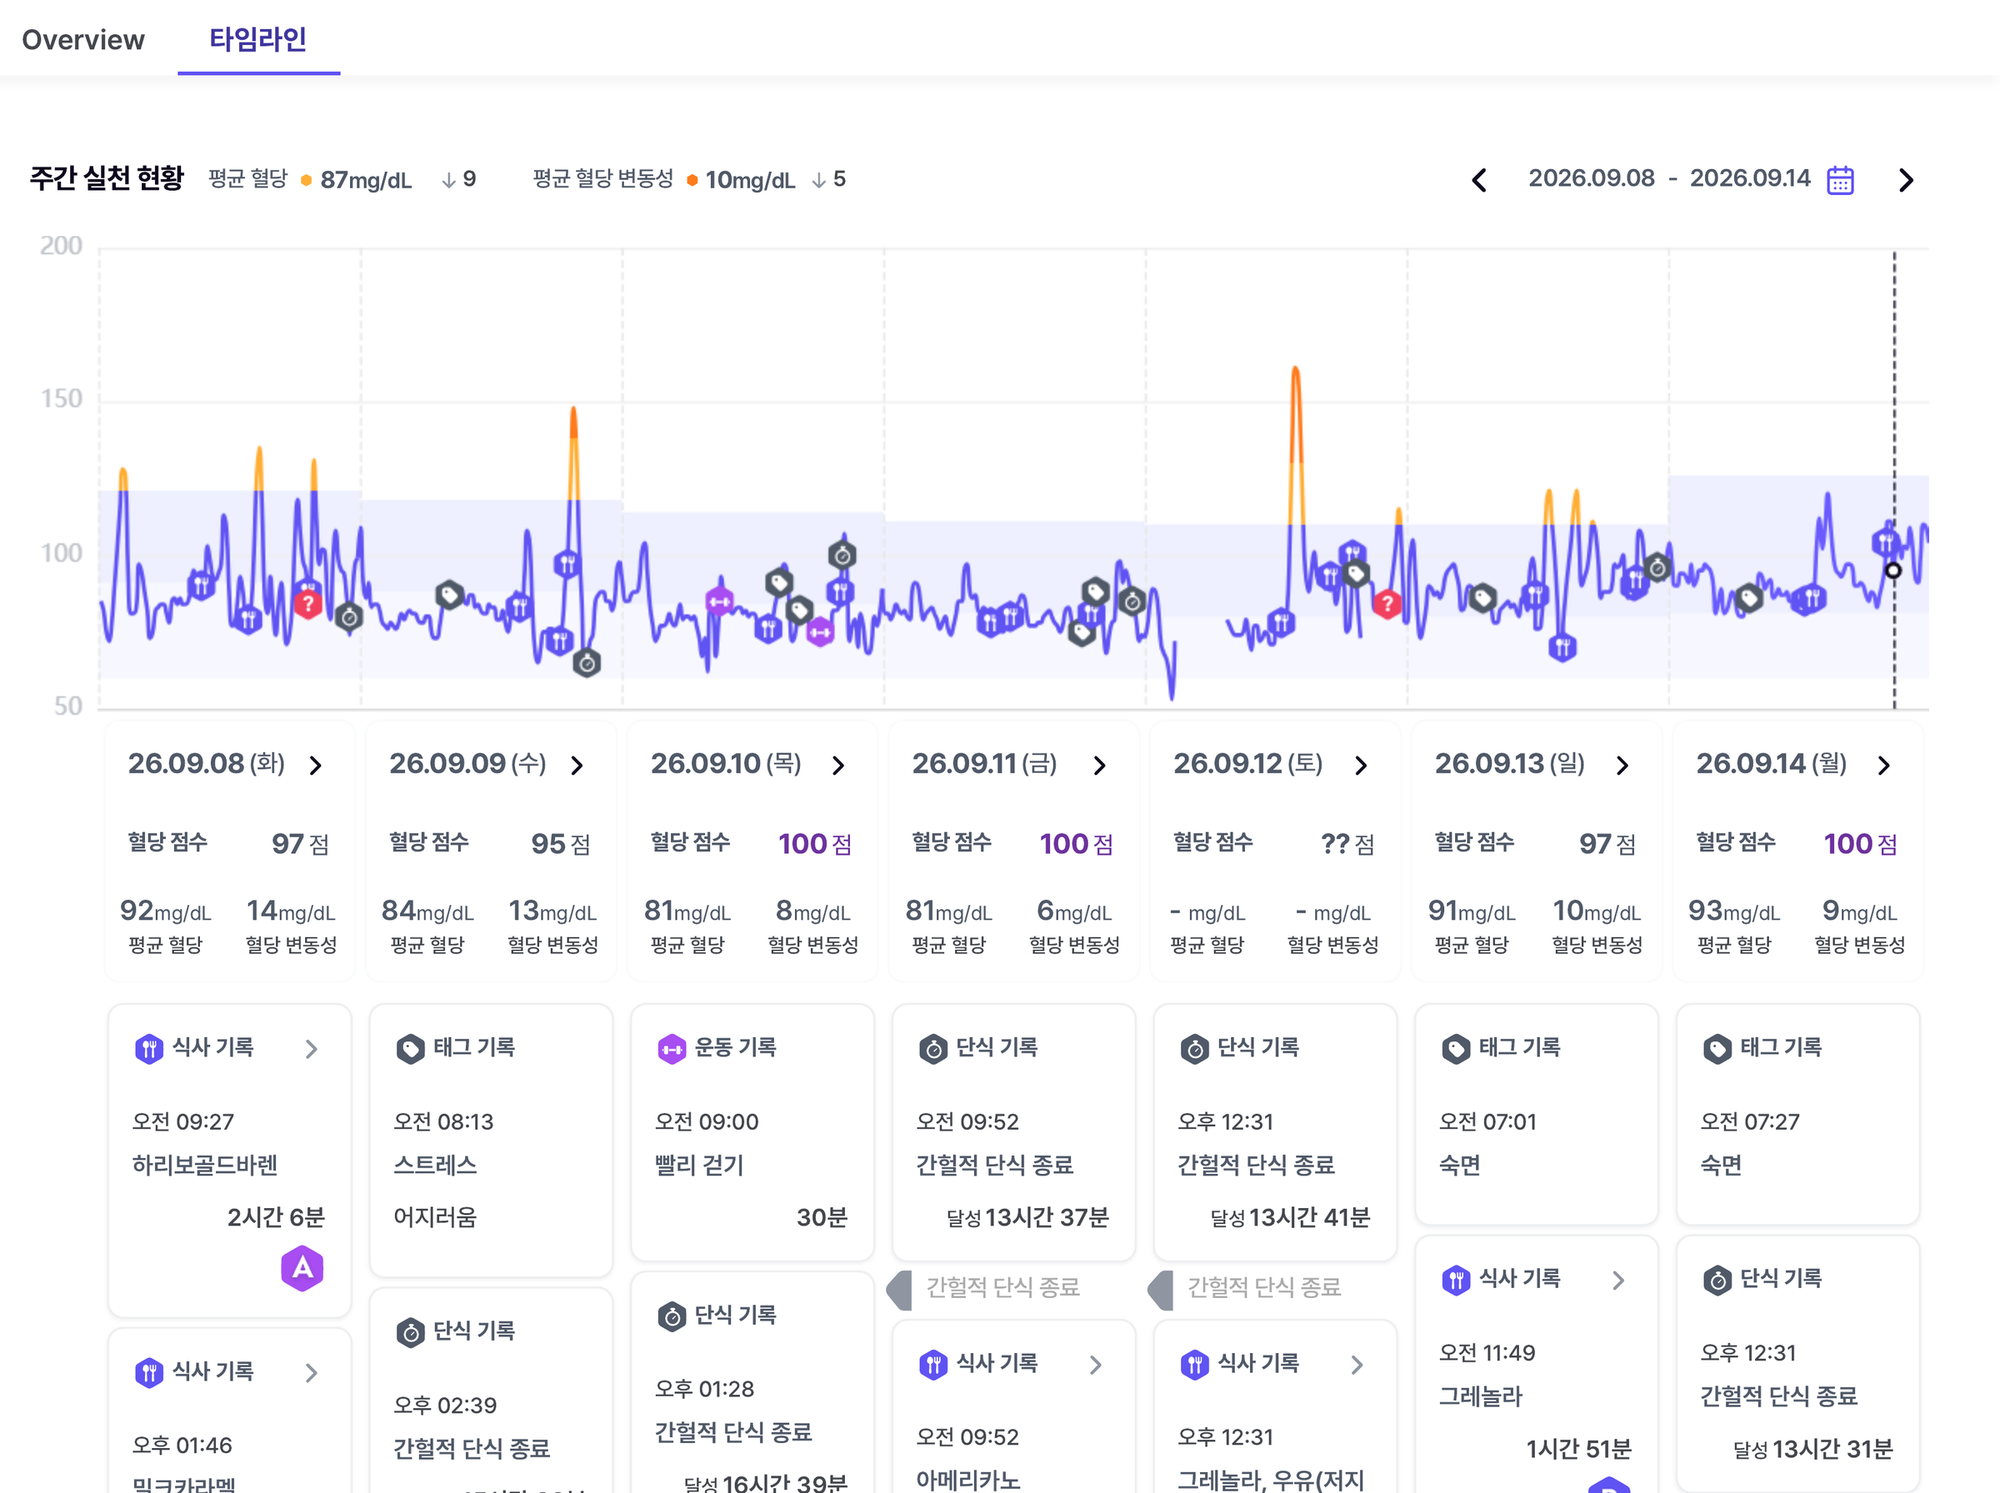 Overview 타임라인
주간 실천 현황 평균 혈당 87mg/dL ↓ 9 평균 혈당 변동성 10mg/dL ↓ 5 2026.09.08 - 2026.09.14
200
150
100
50
26.09.08 (화) 26.09.09 (수) 26.09.10 (목) 26.09.11 (금) 26.09.12 (토) 26.09.13 (일) 26.09.14 (월)
혈당 점수 97 점 혈당 점수 95 점 혈당 점수 100 점 혈당 점수 100 점 혈당 점수 ?? 점 혈당 점수 97 점 혈당 점수 100 점
92mg/dL 14mg/dL 84mg/dL 13mg/dL 81mg/dL 8mg/dL 81mg/dL 6mg/dL - mg/dL - mg/dL 91mg/dL 10mg/dL 93mg/dL 9mg/dL
평균 혈당 혈당 변동성 평균 혈당 혈당 변동성 평균 혈당 혈당 변동성 평균 혈당 혈당 변동성 평균 혈당 혈당 변동성 평균 혈당 혈당 변동성 평균 혈당 혈당 변동성
식사 기록
오전 09:27
하리보골드바렌
2시간 6분
A
식사 기록
오후 01:46
밀크카라멜
태그 기록
오전 08:13
스트레스
어지러움
단식 기록
오후 02:39
간헐적 단식 종료
운동 기록
오전 09:00
빨리 걷기
30분
단식 기록
오후 01:28
간헐적 단식 종료
달성 16시간 39분
단식 기록
오전 09:52
간헐적 단식 종료
달성 13시간 37분
간헐적 단식 종료
식사 기록
오전 09:52
아메리카노
단식 기록
오후 12:31
간헐적 단식 종료
달성 13시간 41분
간헐적 단식 종료
식사 기록
오후 12:31
그레놀라, 우유(저지
태그 기록
오전 07:01
숙면
식사 기록
오전 11:49
그레놀라
1시간 51분
태그 기록
오전 07:27
숙면
단식 기록
오후 12:31
간헐적 단식 종료
달성 13시간 31분